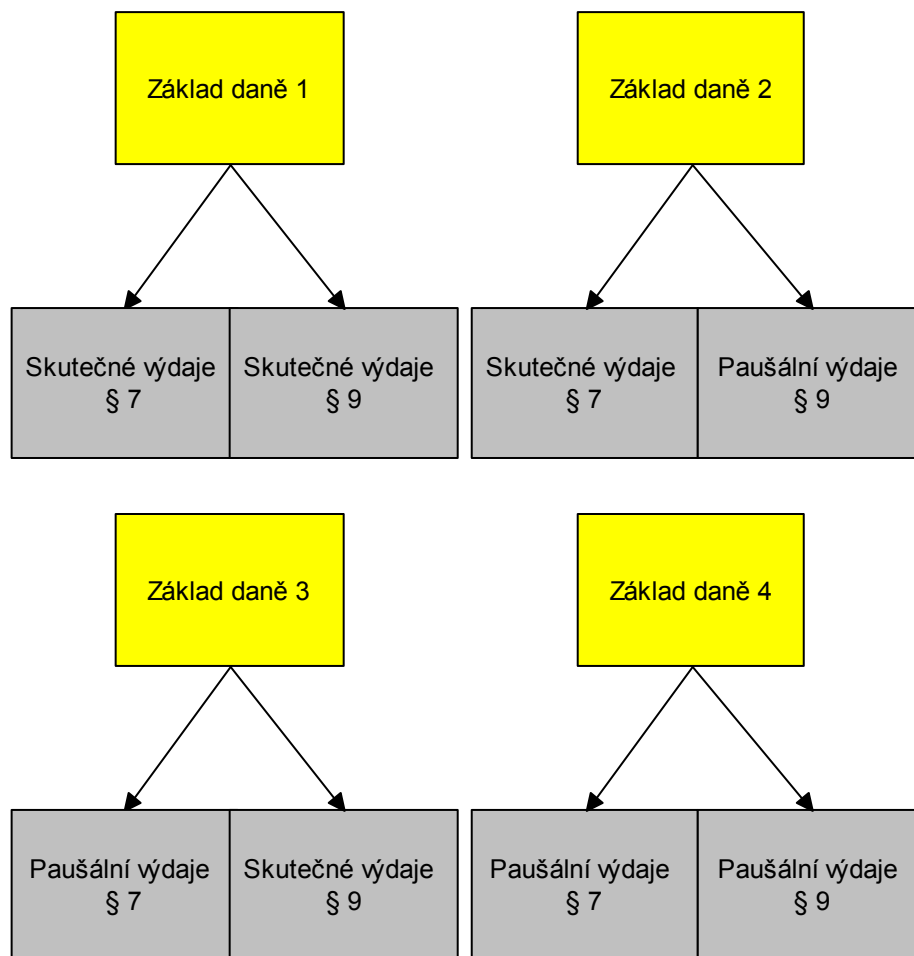 Základ daně 1
Základ daně 2
Skutečné výdaje
§ 7
Skutečné výdaje
§ 9
Skutečné výdaje
§ 7
Paušální výdaje
§ 9
Základ daně 3
Základ daně 4
Paušální výdaje
§ 7
Skutečné výdaje
§ 9
Paušální výdaje
§ 7
Paušální výdaje
§ 9